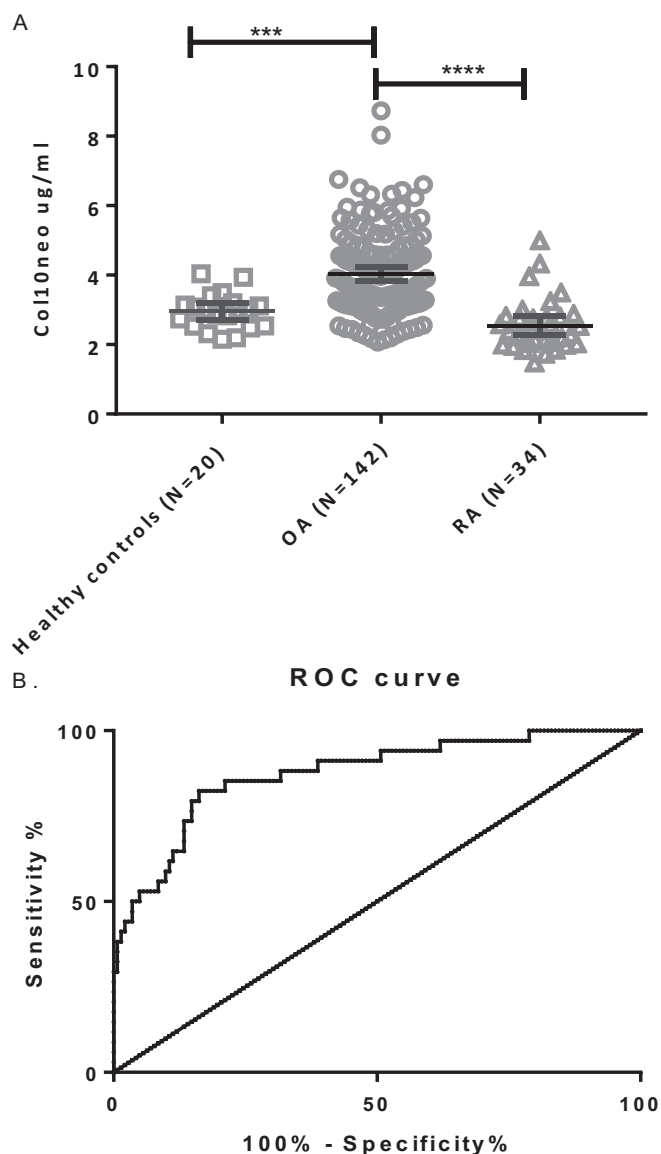 A
***
****
10
8
6
4
2
0
Col10neo ug/ml
Healthy controls (N=20)
OA (N=142)
RA (N=34)
B.
ROC curve
100
50
0
Sensitivity %
0
50
100
100% - Specificity%